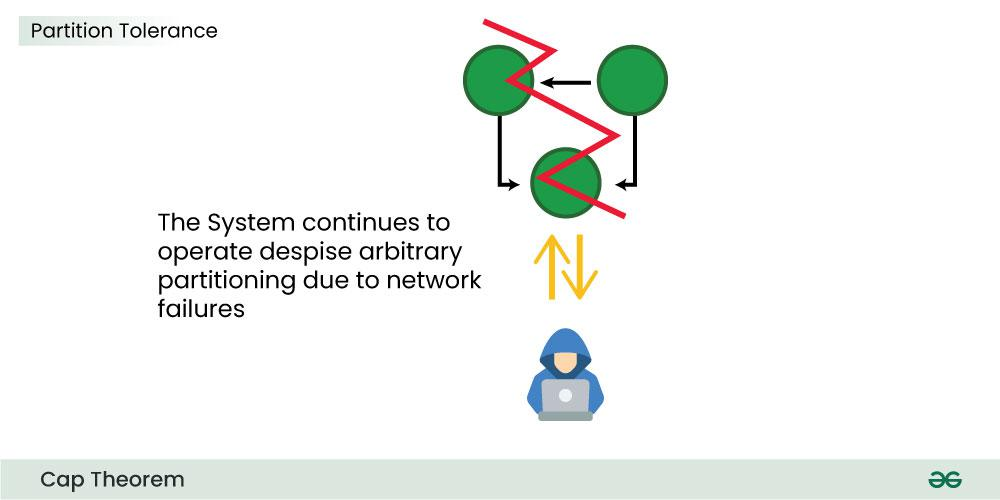 Partition Tolerance
The System continues to
operate despise arbitrary
partitioning due to network
failures
Cap Theorem